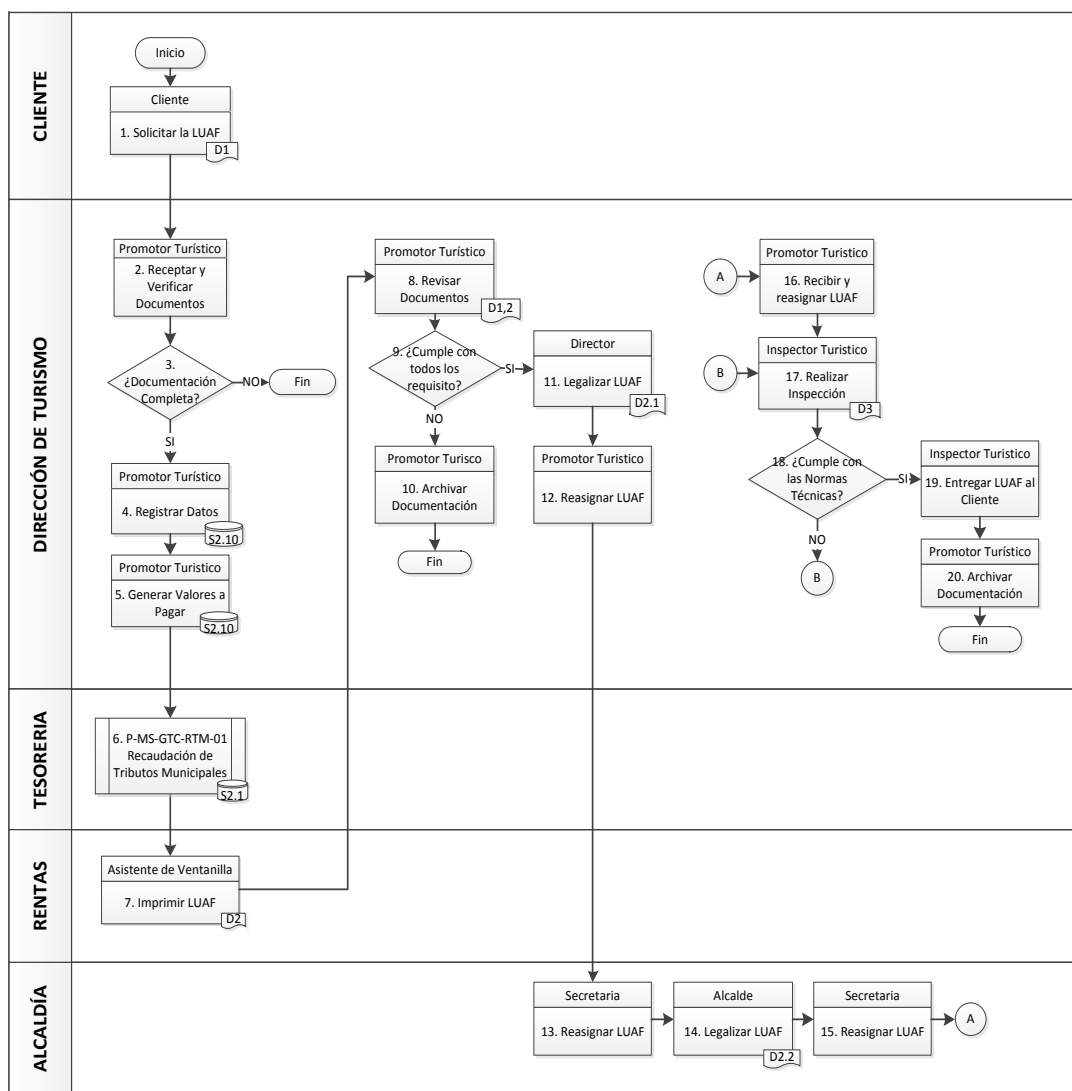 CLIENTE
Inicio
Cliente
1. Solicitar la LUAF
D1
DIRECCIÓN DE TURISMO
Promotor Turístico
2. Receptar y
Verificar
Documentos
3.
¿Documentación
Completa?
NO
Fin
SI
Promotor Turístico
4. Registrar Datos
S2.10
Promotor Turistico
5. Generar Valores a
Pagar
S2.10
Promotor Turístico
8. Revisar
Documentos
D1,2
9. ¿Cumple con
todos los
requisito?
SI
NO
Promotor Turisco
10. Archivar
Documentación
Fin
Director
11. Legalizar LUAF
D2.1
Promotor Turistico
12. Reasignar LUAF
A
Promotor Turistico
16. Recibir y
reasignar LUAF
B
Inspector Turistico
17. Realizar
Inspección
D3
18. ¿Cumple con
las Normas
Técnicas?
SI
NO
B
Inspector Turistico
19. Entregar LUAF al
Cliente
Promotor Turístico
20. Archivar
Documentación
Fin
TESORERIA
6. P-MS-GTC-RTM-01
Recaudación de
Tributos Municipales
S2.1
RENTAS
Asistente de Ventanilla
7. Imprimir LUAF
D2
ALCALDÍA
Secretaria
13. Reasignar LUAF
Alcalde
14. Legalizar LUAF
D2.2
Secretaria
15. Reasignar LUAF
A